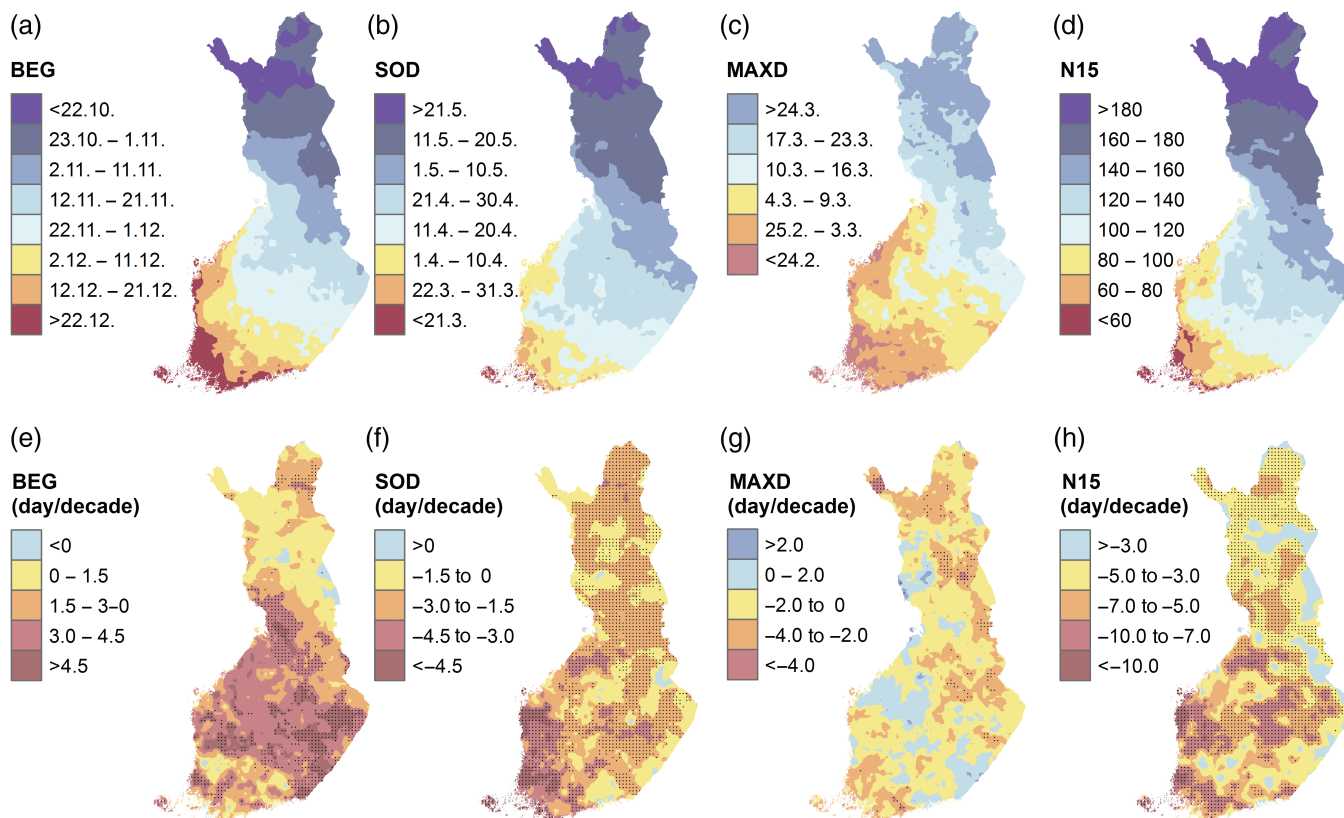 (a)
BEG
<22.10.
23.10. – 1.11.
2.11. – 11.11.
12.11. – 21.11.
22.11. – 1.12.
2.12. – 11.12.
12.12. – 21.12.
>22.12.
(b)
SOD
>21.5.
11.5. – 20.5.
1.5. – 10.5.
21.4. – 30.4.
11.4. – 20.4.
1.4. – 10.4.
22.3. – 31.3.
<21.3.
(c)
MAXD
>24.3.
17.3. – 23.3.
10.3. – 16.3.
4.3. – 9.3.
25.2. – 3.3.
<24.2.
(d)
N15
>180
160 – 180
140 – 160
120 – 140
100 – 120
80 – 100
60 – 80
<60
(e)
BEG
(day/decade)
<0
0 – 1.5
1.5 – 3–0
3.0 – 4.5
>4.5
(f)
SOD
(day/decade)
>0
–1.5 to 0
–3.0 to –1.5
–4.5 to –3.0
<–4.5
(g)
MAXD
(day/decade)
>2.0
0 – 2.0
–2.0 to 0
–4.0 to –2.0
<–4.0
(h)
N15
(day/decade)
>–3.0
–5.0 to –3.0
–7.0 to –5.0
–10.0 to –7.0
<–10.0